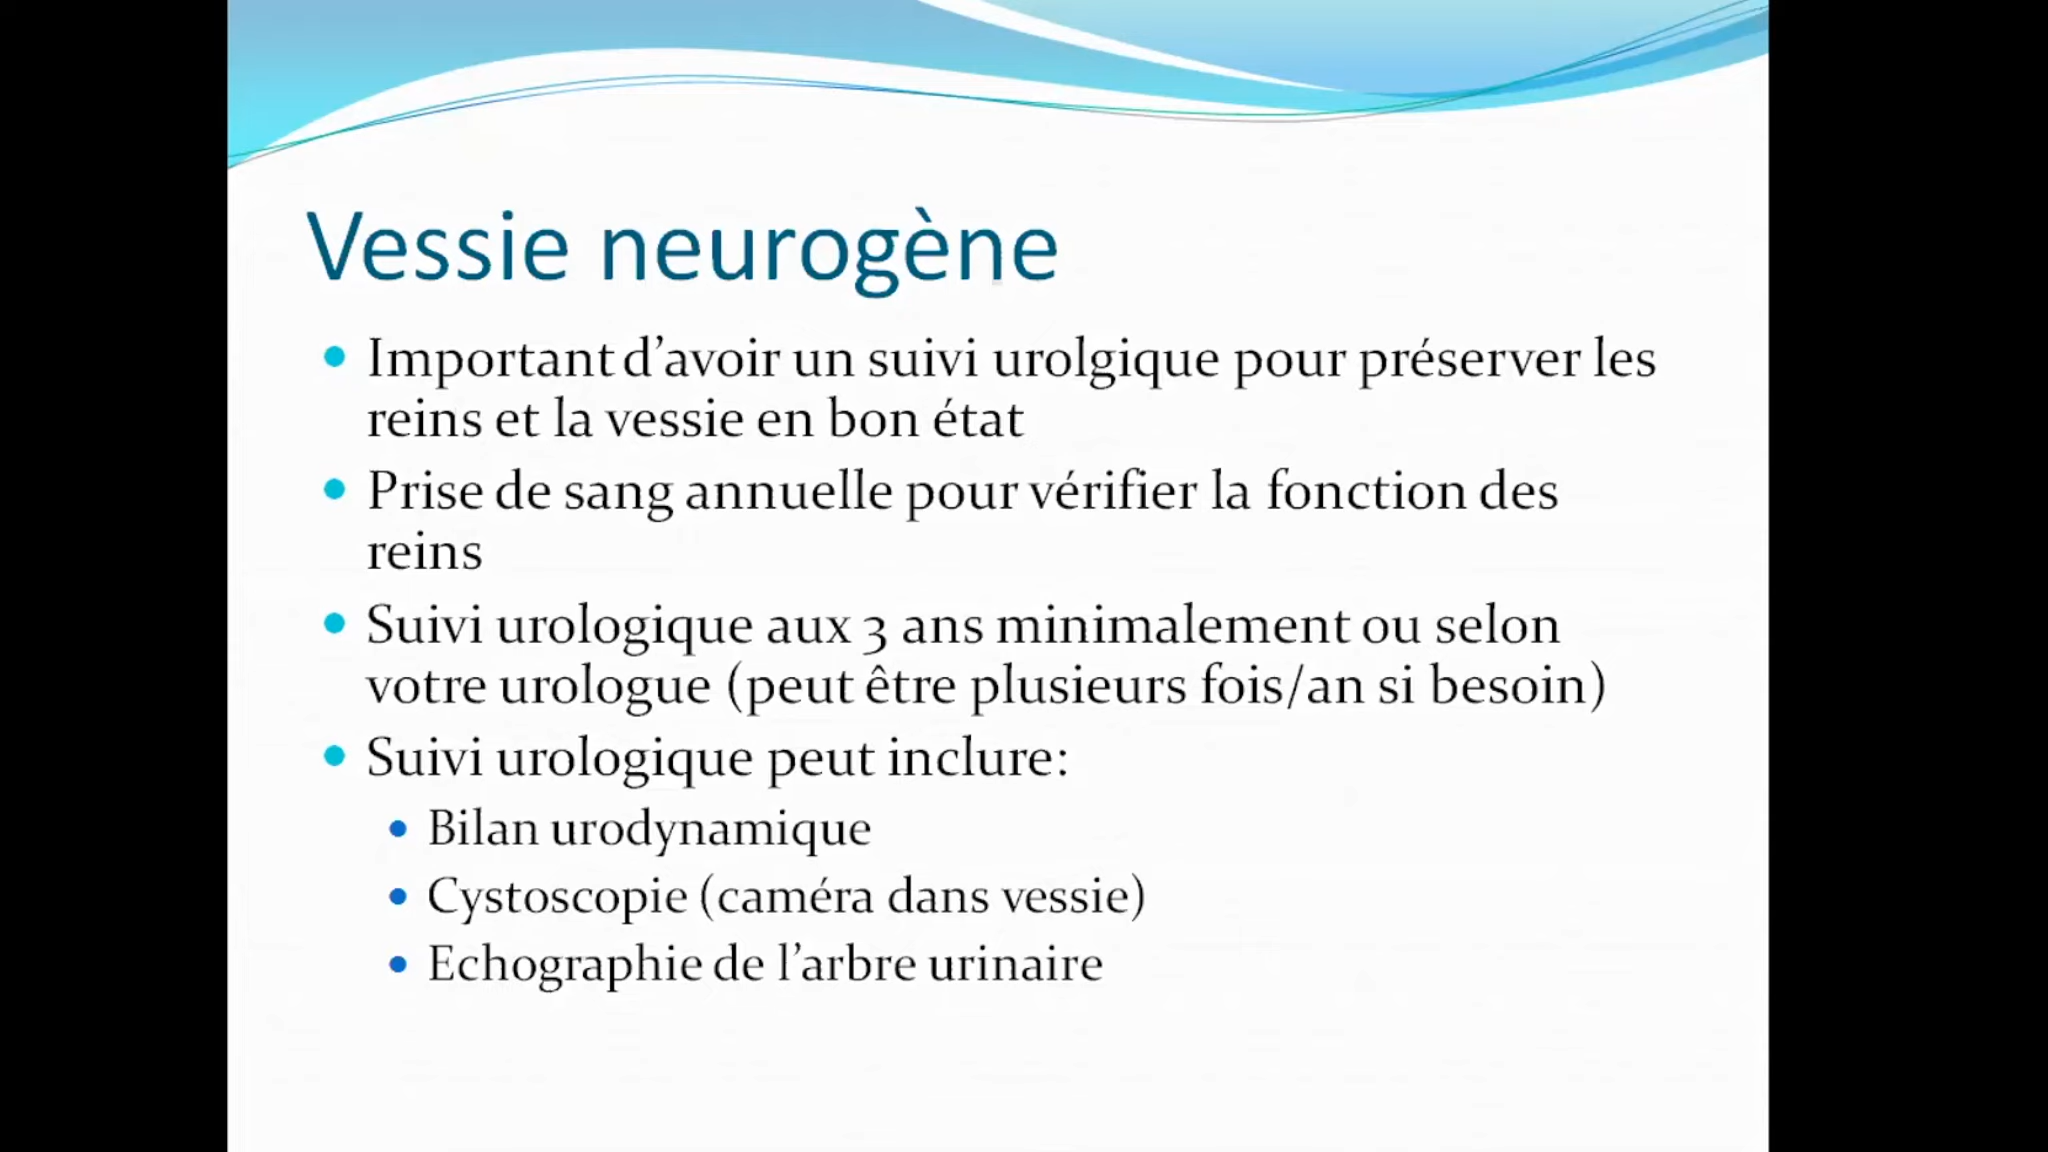 Vessie neurogène
• Important d’avoir un suivi urolgique pour préserver les
reins et la vessie en bon état
• Prise de sang annuelle pour vérifier la fonction des
reins
• Suivi urologique aux 3 ans minimalement ou selon
votre urologue (peut être plusieurs fois/an si besoin)
• Suivi urologique peut inclure:
• Bilan urodynamique
• Cystoscopie (caméra dans vessie)
• Echographie de l’arbre urinaire